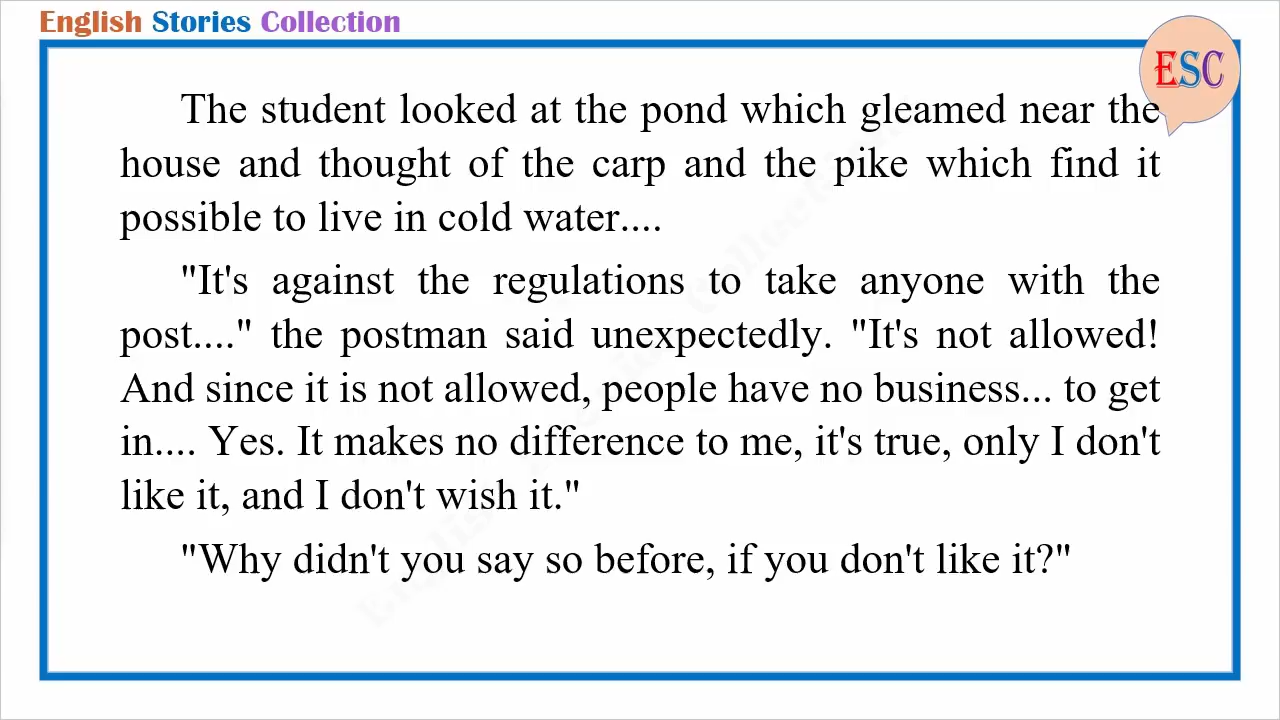 English Stories Collection
ESC
The student looked at the pond which gleamed near the
house and thought of the carp and the pike which find it
possible to live in cold water....
"It's against the regulations to take anyone with the
post...." the postman said unexpectedly. "It's not allowed!
And since it is not allowed, people have no business... to get
in.... Yes. It makes no difference to me, it's true, only I don't
like it, and I don't wish it."
"Why didn't you say so before, if you don't like it?"
English Stories Collection